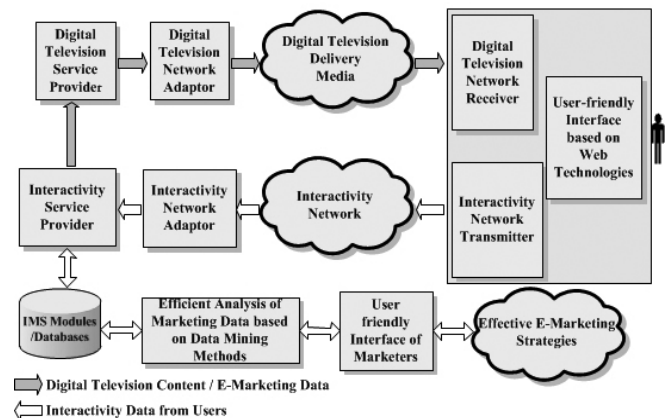 Digital
Television
Service
Provider
Digital
Television
Network
Adaptor
Digital Television
Delivery
Media
Digital
Television
Network
Receiver
User-friendly
Interface
based on
Web
Technologies
Interactivity
Service
Provider
Interactivity
Network
Adaptor
Interactivity
Network
Interactivity
Network
Transmitter
IMS Modules
/Databases
Efficient Analysis of
Marketing Data based
on Data Mining
Methods
User
friendly
Interface of
Marketers
Effective E-Marketing
Strategies
Digital Television Content / E-Marketing Data
Interactivity Data from Users